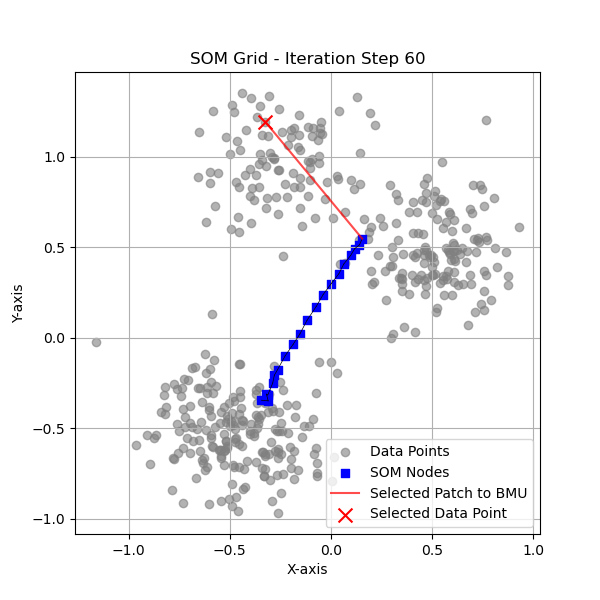 SOM Grid - Iteration Step 60
Y-axis
1.0
0.5
0.0
−0.5
−1.0
Data Points
SOM Nodes
Selected Patch to BMU
Selected Data Point
−1.0 −0.5 0.0 0.5 1.0
X-axis